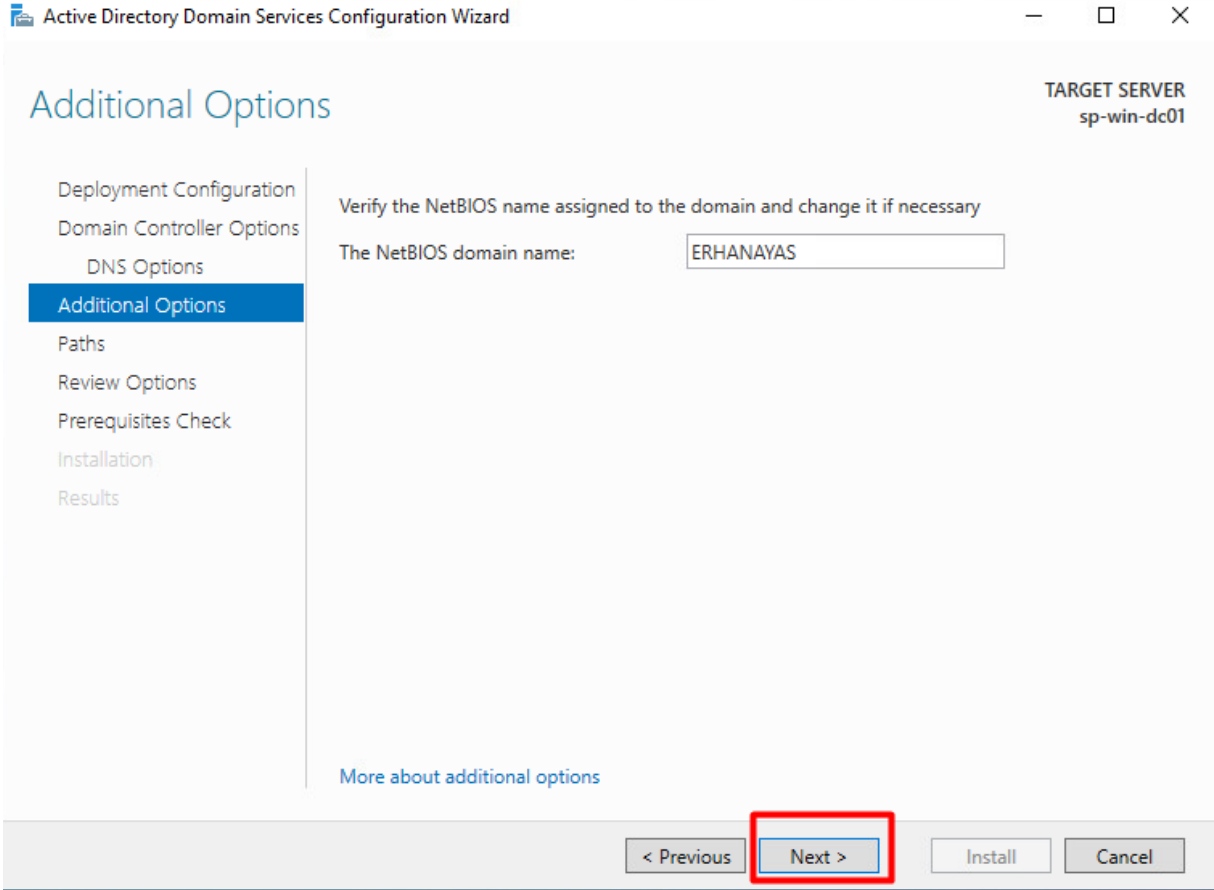 Active Directory Domain Services Configuration Wizard
Additional Options
TARGET SERVER
sp-win-dc01
Deployment Configuration
Domain Controller Options
DNS Options
Additional Options
Paths
Review Options
Prerequisites Check
Installation
Results
Verify the NetBIOS name assigned to the domain and change it if necessary
The NetBIOS domain name: ERHANAYAS
More about additional options
< Previous Next > Install Cancel